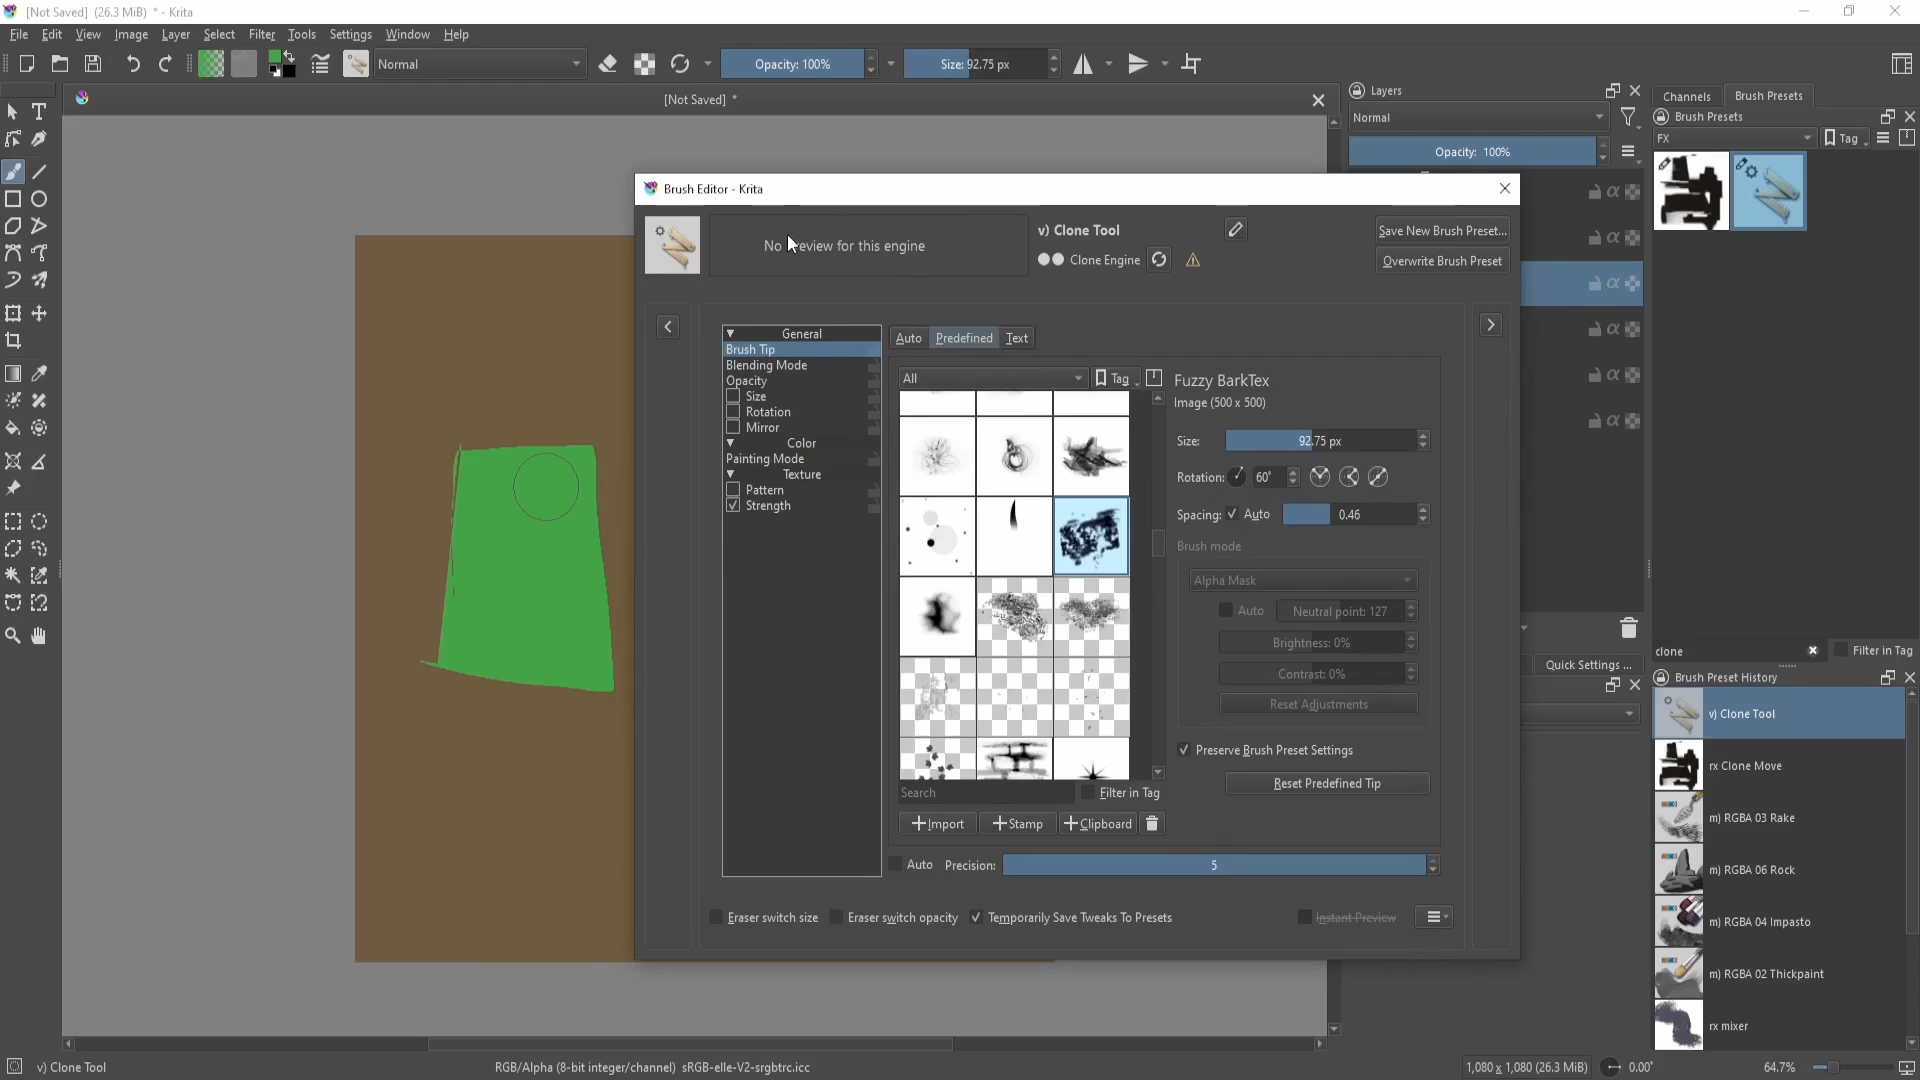 [Not Saved] (26.3 MiB) * - Krita
File Edit View Image Layer Select Filter Tools Settings Window Help
Normal
Opacity: 100%
Size: 92.75 px
[Not Saved] *
Layers
Normal
Opacity: 100%
Channels Brush Presets
Brush Presets
FX
Tag
Brush Editor - Krita
No preview for this engine
v) Clone Tool
Clone Engine
Save New Brush Preset...
Overwrite Brush Preset
General
Brush Tip
Blending Mode
Opacity
Size
Rotation
Mirror
Color
Painting Mode
Texture
Pattern
Strength
Auto Predefined Text
All
Tag
Fuzzy BarkTex
Image (500 x 500)
Size: 92.75 px
Rotation: 60°
Spacing: Auto 0.46
Brush mode
Alpha Mask
Auto Neutral point: 127
Brightness: 0%
Contrast: 0%
Reset Adjustments
Preserve Brush Preset Settings
Reset Predefined Tip
Search
Filter in Tag
+Import +Stamp +Clipboard
Auto Precision: 5
Eraser switch size Eraser switch opacity Temporarily Save Tweaks To Presets Instant Preview
Quick Settings ...
clone
Filter in Tag
Brush Preset History
v) Clone Tool
rx Clone Move
m) RGBA 03 Rake
m) RGBA 06 Rock
m) RGBA 04 Impasto
m) RGBA 02 Thickpaint
rx mixer
v) Clone Tool
RGB/Alpha (8-bit integer/channel) sRGB-elle-V2-srgbtrc.icc
1,080 x 1,080 (26.3 MiB)
0.00°
64.7%